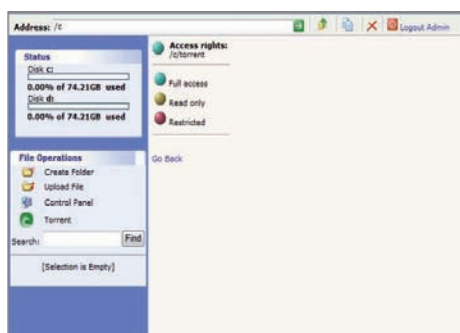 Address: /c
Logout Admin
Status
Disk c:
0.00% of 74.21GB used
Disk d:
0.00% of 74.21GB used
File Operations
Create Folder
Upload File
Control Panel
Torrent
Search: Find
[Selection is Empty]
Access rights:
/c/torrent
Full access
Read only
Restricted
Go Back